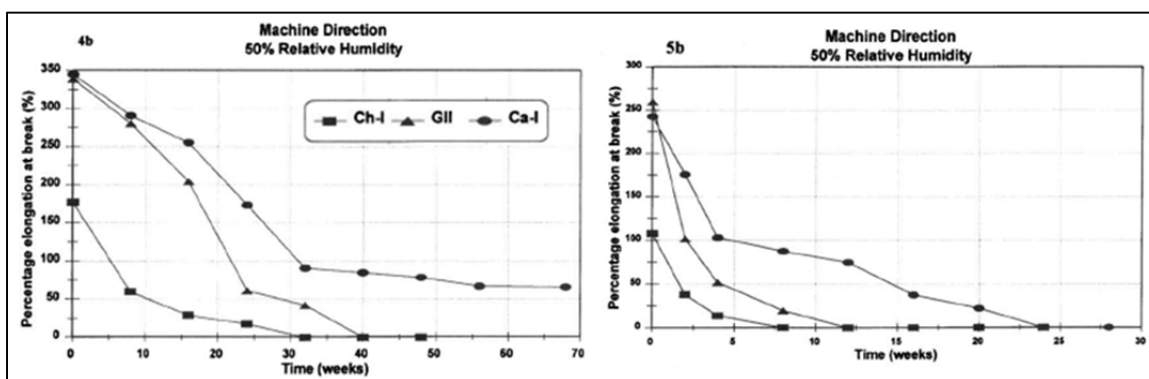 4b
Machine Direction
50% Relative Humidity
Percentage elongation at break (%)
350
300
250
200
150
100
50
0
Ch-I GII Ca-I
0 10 20 30 40 50 60 70
Time (weeks)
5b
Machine Direction
50% Relative Humidity
Percentage elongation at break (%)
300
250
200
150
100
50
0
0 5 10 15 20 25 30
Time (weeks)